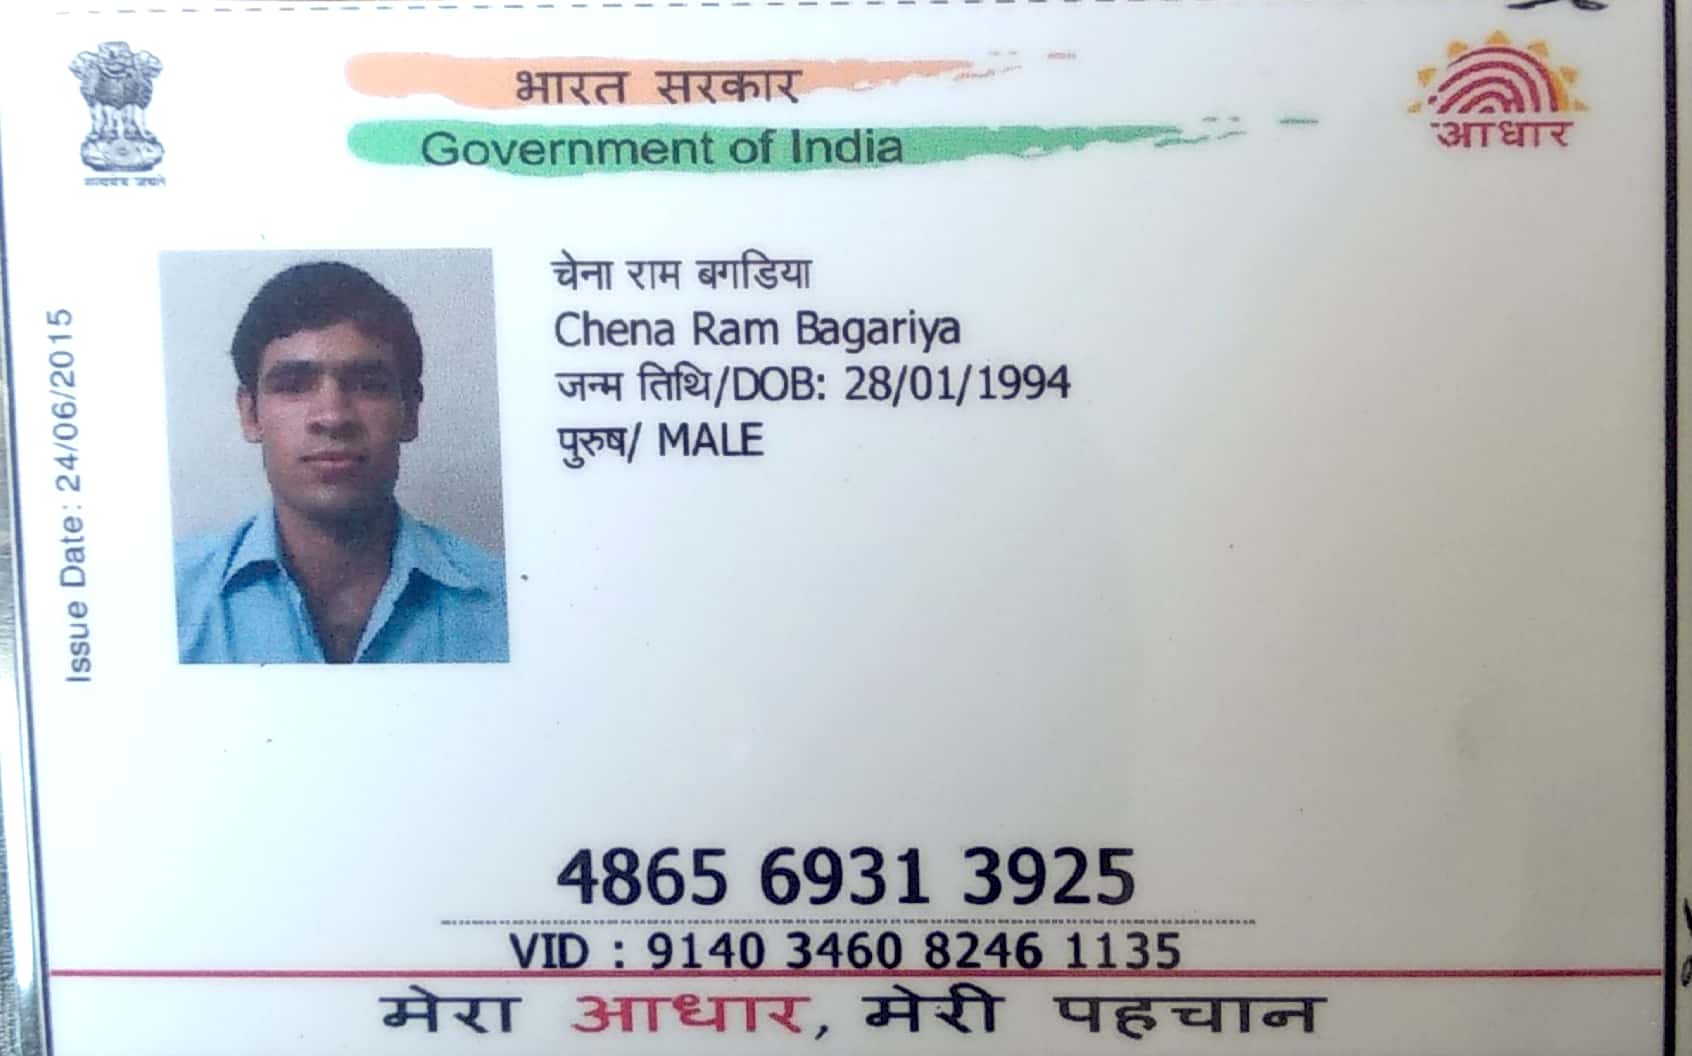 भारत सरकार
Government of India
आधार
Issue Date: 24/06/2015
चेना राम बगडिया
Chena Ram Bagariya
जन्म तिथि/DOB: 28/01/1994
पुरुष/ MALE
4865 6931 3925
VID : 9140 3460 8246 1135
मेरा आधार, मेरी पहचान